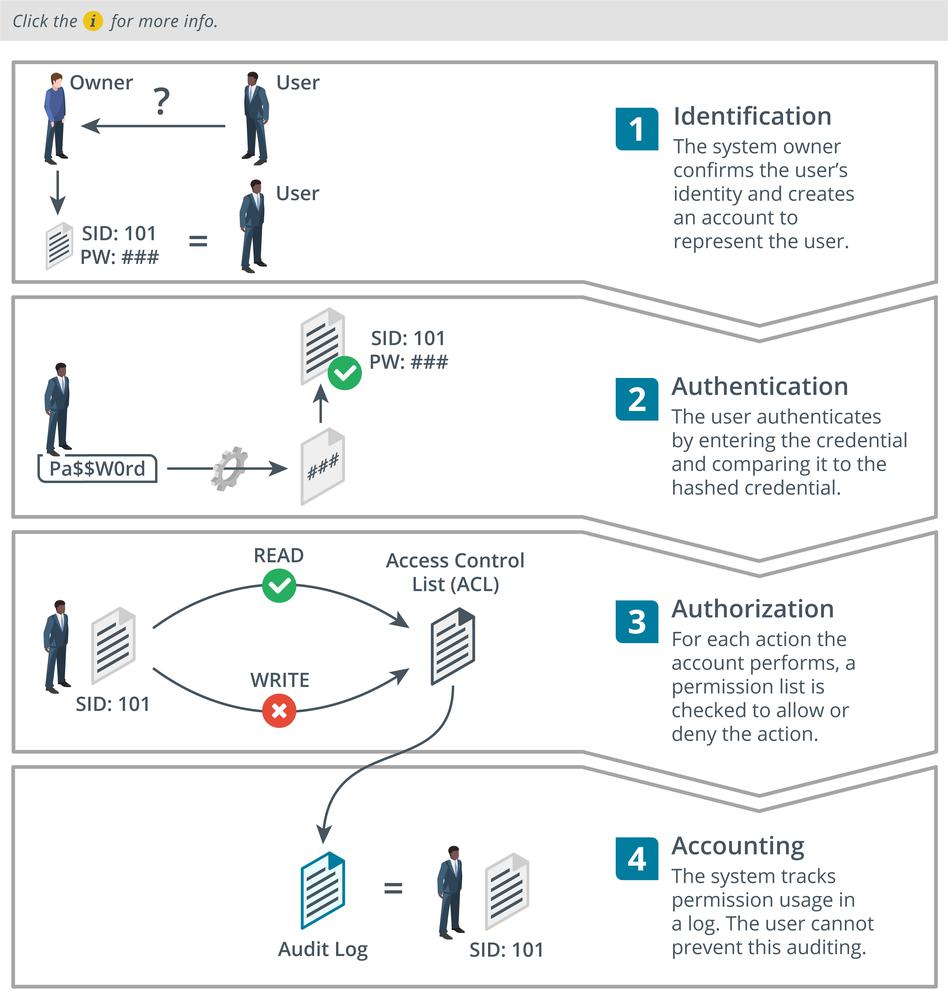 Click the i for more info.
Owner
?
User
User
SID: 101
PW: ###
=
1
Identification
The system owner
confirms the user’s
identity and creates
an account to
represent the user.
SID: 101
PW: ###
Pa$$W0rd
###
2
Authentication
The user authenticates
by entering the credential
and comparing it to the
hashed credential.
READ
Access Control
List (ACL)
WRITE
SID: 101
3
Authorization
For each action the
account performs, a
permission list is
checked to allow or
deny the action.
=
Audit Log
SID: 101
4
Accounting
The system tracks
permission usage in
a log. The user cannot
prevent this auditing.